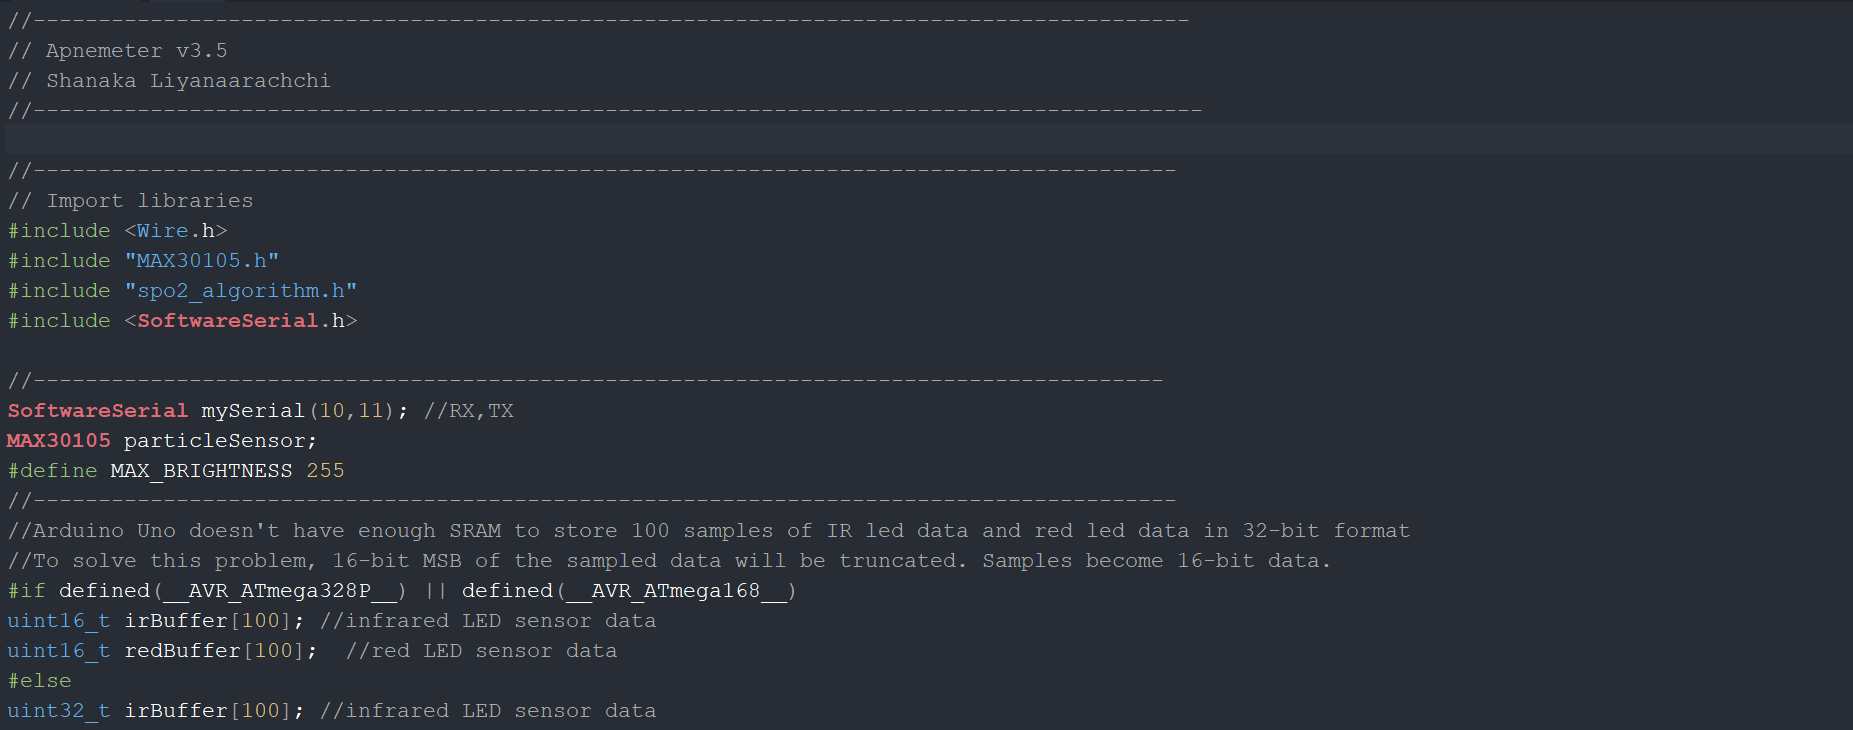 //-----------------------------------------------------------------------------------------
// Apnemeter v3.5
// Shanaka Liyanaarachchi
//------------------------------------------------------------------------------------------
//----------------------------------------------------------------------------------------
// Import libraries
#include <Wire.h>
#include "MAX30105.h"
#include "spo2_algorithm.h"
#include <SoftwareSerial.h>
//---------------------------------------------------------------------------------------
SoftwareSerial mySerial(10,11); //RX,TX
MAX30105 particleSensor;
#define MAX_BRIGHTNESS 255
//----------------------------------------------------------------------------------------
//Arduino Uno doesn't have enough SRAM to store 100 samples of IR led data and red led data in 32-bit format
//To solve this problem, 16-bit MSB of the sampled data will be truncated. Samples become 16-bit data.
#if defined(__AVR_ATmega328P__) || defined(__AVR_ATmega168__)
uint16_t irBuffer[100]; //infrared LED sensor data
uint16_t redBuffer[100];  //red LED sensor data
#else
uint32_t irBuffer[100]; //infrared LED sensor data